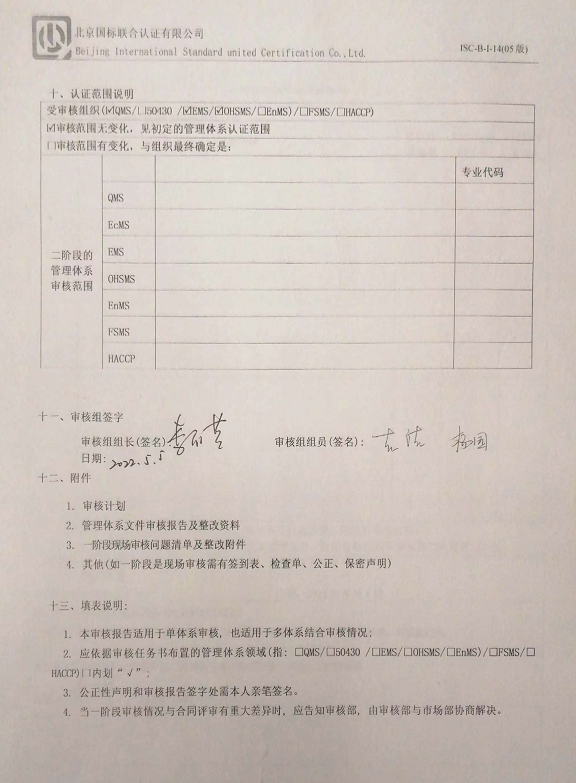 北京国标联合认证有限公司
Beijing International Standard united Certification Co.,Ltd.
ISC-B-I-14(05版)
十、认证范围说明
受审核组织(☑QMS/□50430 /☑EMS/☑OHSMS/□EnMS)/□FSMS/□HACCP)
☑审核范围无变化，见初定的管理体系认证范围
□审核范围有变化，与组织最终确定是：
专业代码
二阶段的
管理体系
审核范围
QMS
EcMS
EMS
OHSMS
EnMS
FSMS
HACCP
十一、审核组签字
审核组组长(签名) 审核组组员(签名)：
日期：2022.5.5
十二、附件
1. 审核计划
2. 管理体系文件审核报告及整改资料
3. 一阶段现场审核问题清单及整改附件
4. 其他(如一阶段是现场审核需有签到表、检查单、公正、保密声明)
十三、填表说明：
1. 本审核报告适用于单体系审核，也适用于多体系结合审核情况；
2. 应依据审核任务书布置的管理体系领域(指：□QMS/□50430 /□EMS/□OHSMS/□EnMS)/□FSMS/□
HACCP)□内划“√”；
3. 公正性声明和审核报告签字处需本人亲笔签名。
4. 当一阶段审核情况与合同评审有重大差异时，应告知审核部，由审核部与市场部协商解决。